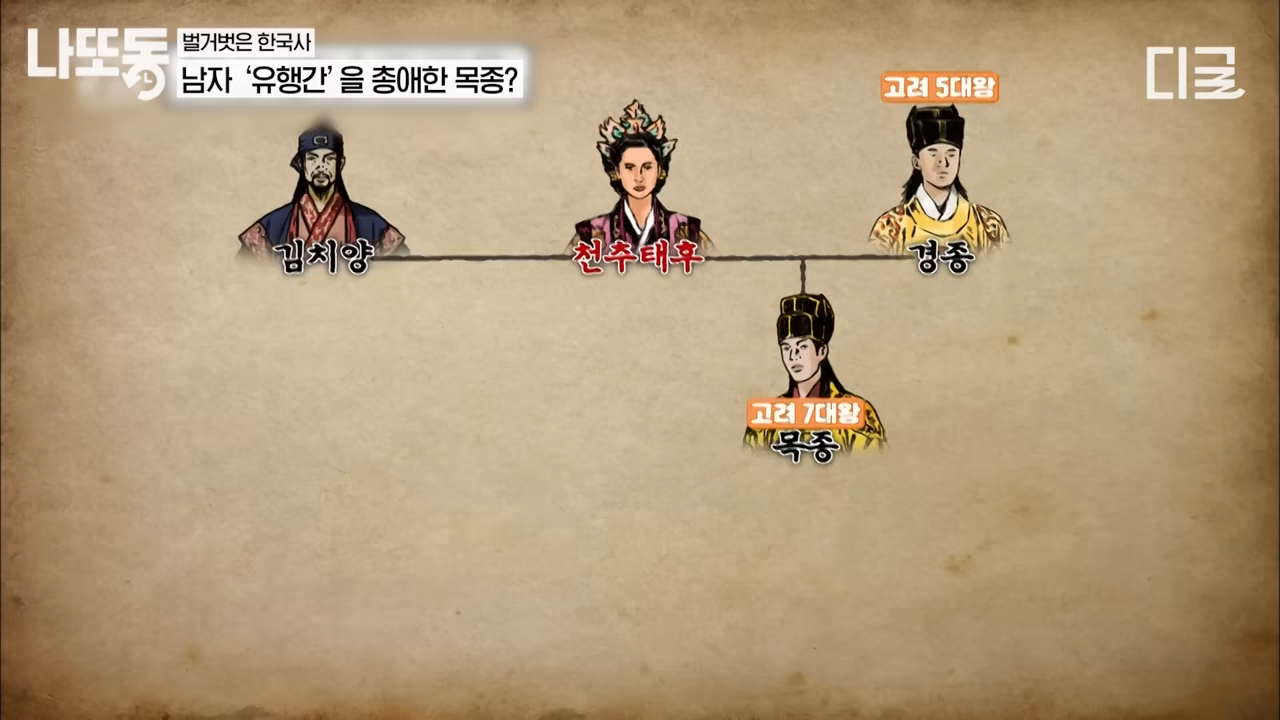 나또동
벌거벗은 한국사
남자 ‘유행간’을 총애한 목종?
디글
고려 5대왕
김치양
천추태후
경종
고려 7대왕
목종